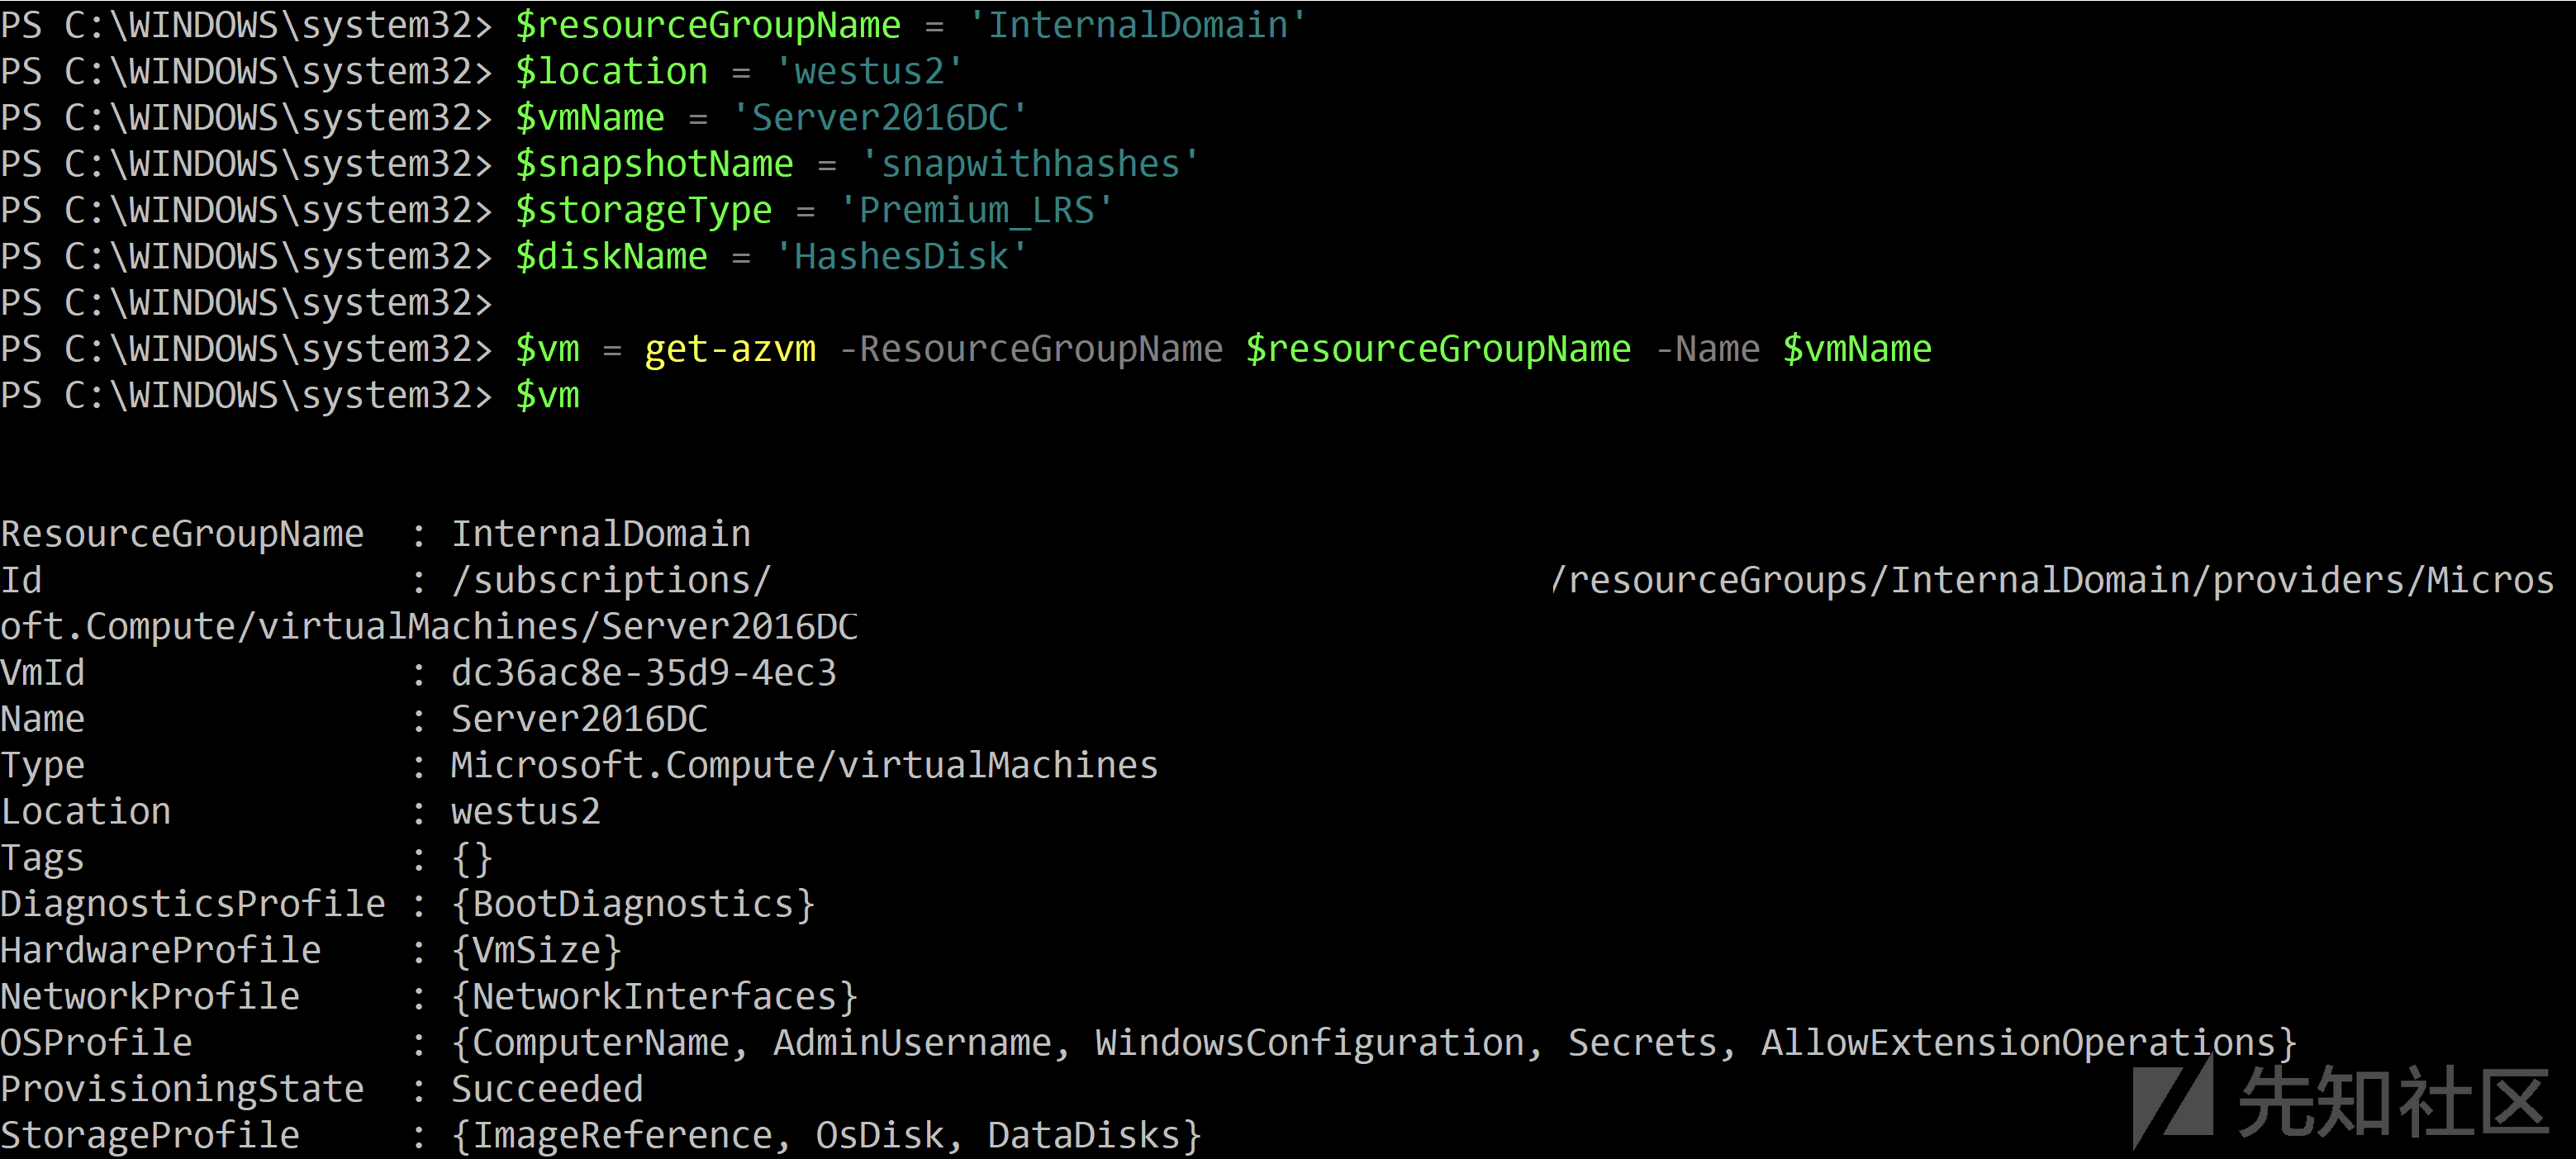 PS C:\WINDOWS\system32> $resourceGroupName = 'InternalDomain'
PS C:\WINDOWS\system32> $location = 'westus2'
PS C:\WINDOWS\system32> $vmName = 'Server2016DC'
PS C:\WINDOWS\system32> $snapshotName = 'snapwithhashes'
PS C:\WINDOWS\system32> $storageType = 'Premium_LRS'
PS C:\WINDOWS\system32> $diskName = 'HashesDisk'
PS C:\WINDOWS\system32>
PS C:\WINDOWS\system32> $vm = get-azvm -ResourceGroupName $resourceGroupName -Name $vmName
PS C:\WINDOWS\system32> $vm
ResourceGroupName : InternalDomain
Id : /subscriptions/ /resourceGroups/InternalDomain/providers/Micros
oft.Compute/virtualMachines/Server2016DC
VmId : dc36ac8e-35d9-4ec3
Name : Server2016DC
Type : Microsoft.Compute/virtualMachines
Location : westus2
Tags : {}
DiagnosticsProfile : {BootDiagnostics}
HardwareProfile : {VmSize}
NetworkProfile : {NetworkInterfaces}
OSProfile : {ComputerName, AdminUsername, WindowsConfiguration, Secrets, AllowExtensionOperations}
ProvisioningState : Succeeded
StorageProfile : {ImageReference, OsDisk, DataDisks}
先知社区